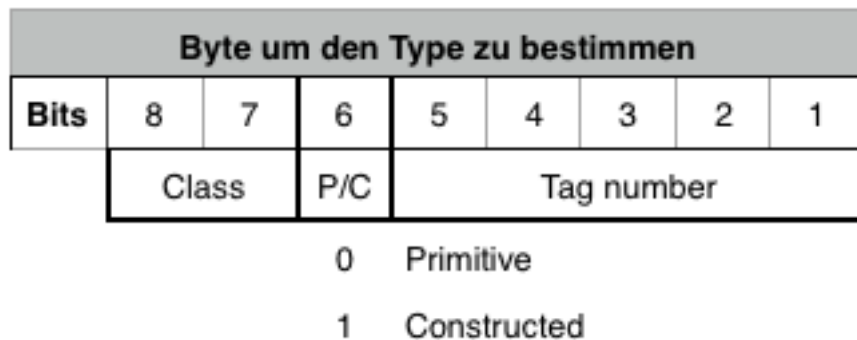 Byte um den Type zu bestimmen
Bits 8 7 6 5 4 3 2 1
Class P/C Tag number
0 Primitive
1 Constructed